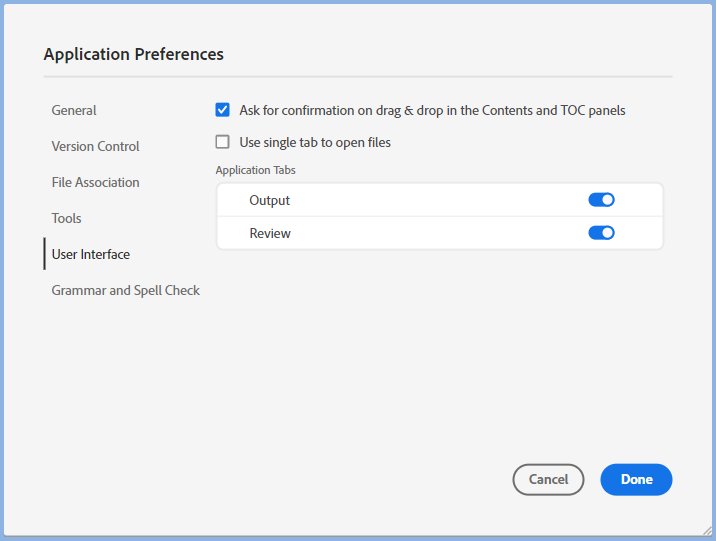 Application Preferences
General
Version Control
File Association
Tools
User Interface
Grammar and Spell Check
Ask for confirmation on drag & drop in the Contents and TOC panels
Use single tab to open files
Application Tabs
Output
Review
Cancel
Done